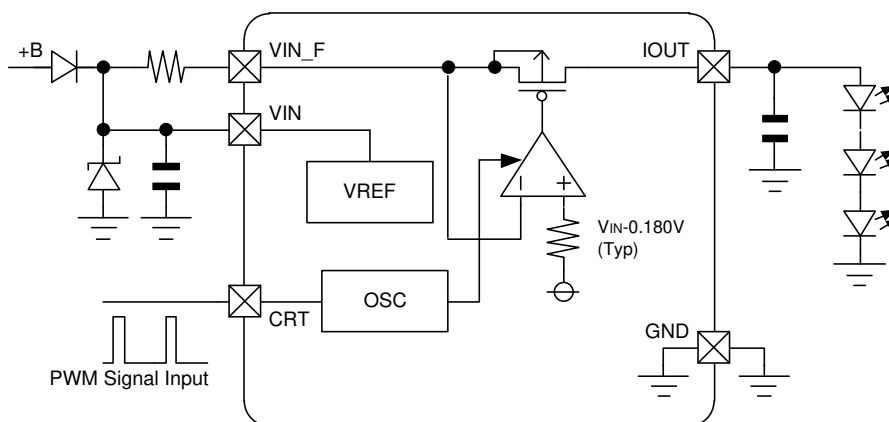 +B
VIN_F
IOUT
VIN
VREF
VIN-0.180V
(Typ)
CRT
OSC
GND
PWM Signal Input